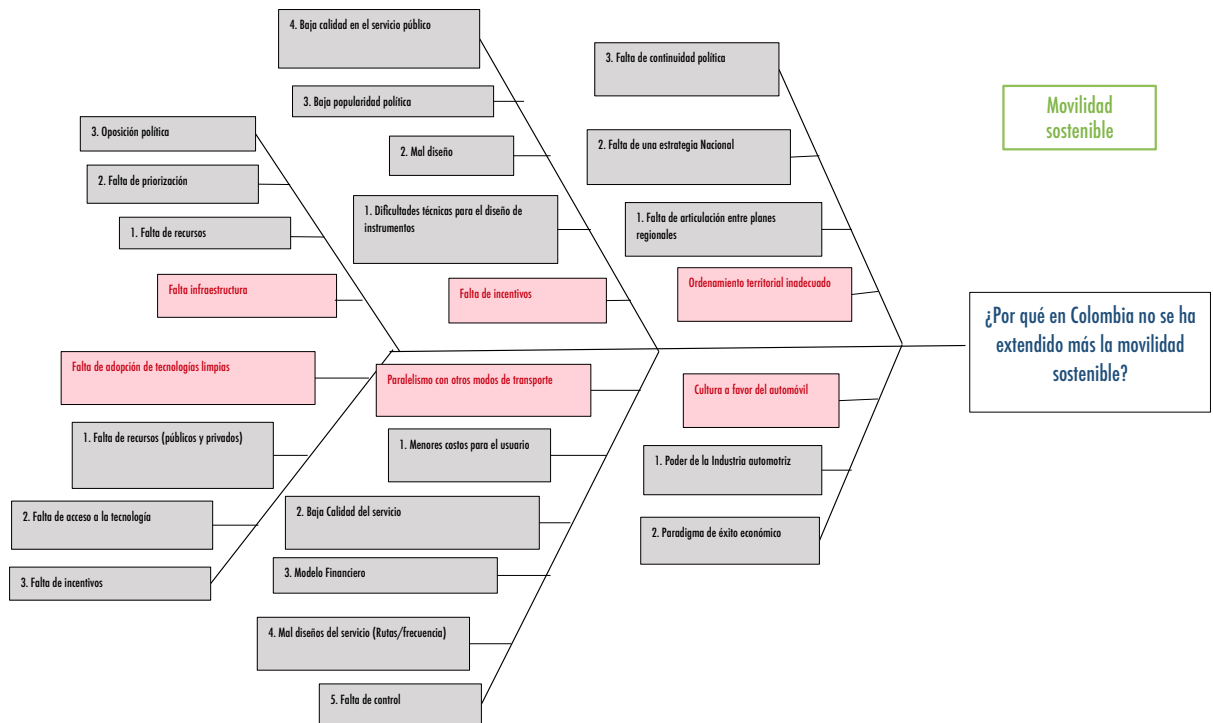 4. Baja calidad en el servicio público
3. Baja popularidad política
2. Mal diseño
1. Dificultades técnicas para el diseño de
instrumentos
Falta de incentivos
3. Falta de continuidad política
2. Falta de una estrategia Nacional
1. Falta de articulación entre planes
regionales
Ordenamiento territorial inadecuado
Movilidad
sostenible
3. Oposición política
2. Falta de priorización
1. Falta de recursos
Falta infraestructura
¿Por qué en Colombia no se ha
extendido más la movilidad
sostenible?
Falta de adopción de tecnologías limpias
1. Falta de recursos (públicos y privados)
2. Falta de acceso a la tecnología
3. Falta de incentivos
Paralelismo con otros modos de transporte
1. Menores costos para el usuario
2. Baja Calidad del servicio
3. Modelo Financiero
4. Mal diseños del servicio (Rutas/frecuencia)
5. Falta de control
Cultura a favor del automóvil
1. Poder de la Industria automotriz
2. Paradigma de éxito económico